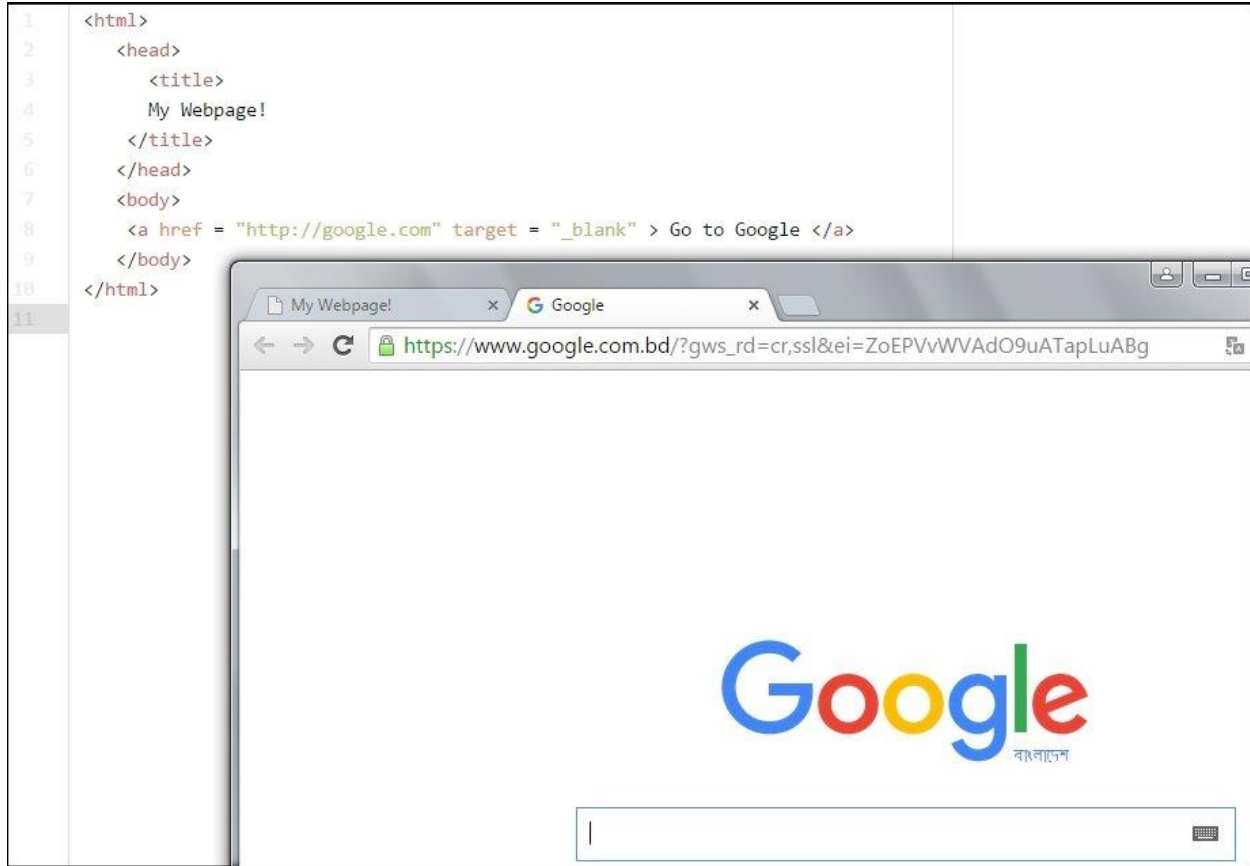 1 <html>
2 <head>
3 <title>
4 My Webpage!
5 </title>
6 </head>
7 <body>
8 <a href = "http://google.com" target = "_blank" > Go to Google </a>
9 </body>
10 </html>
11
My Webpage! Google
https://www.google.com.bd/?gws_rd=cr,ssl&ei=ZoEPVvWVAdO9uATapLuABg
Google
বাংলাদেশ